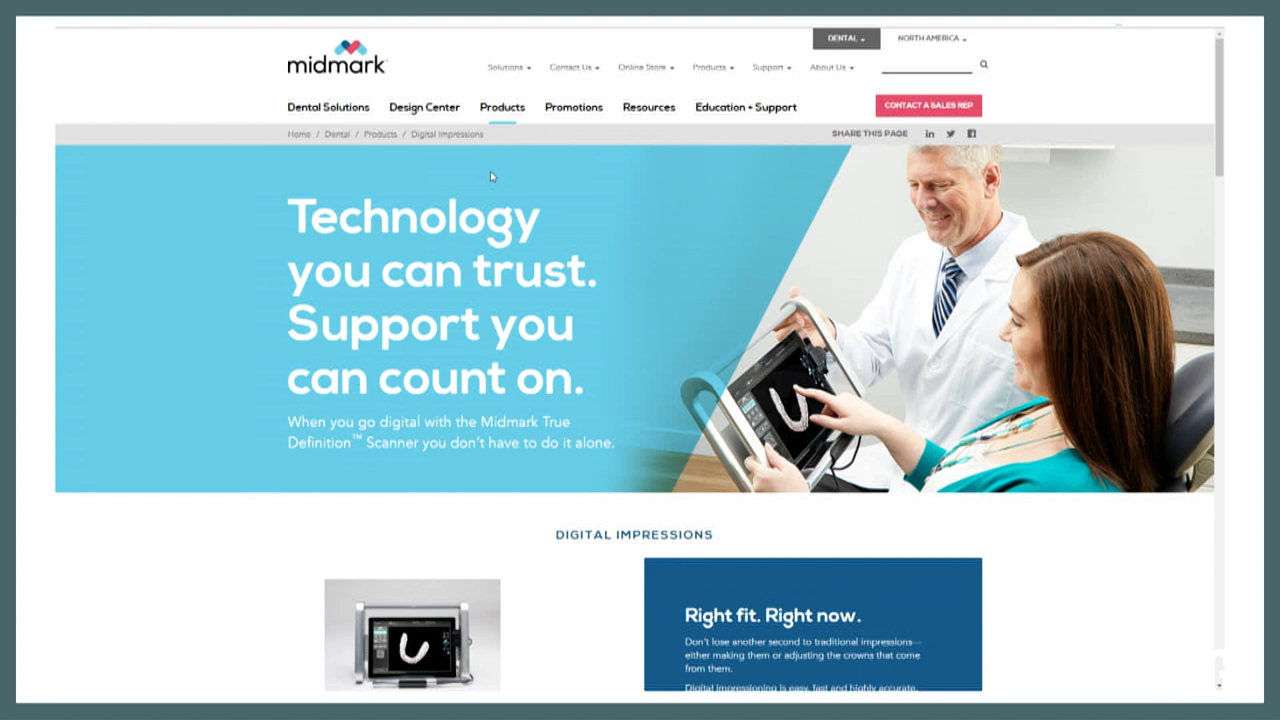 DENTAL
NORTH AMERICA
midmark
Solutions
Contact Us
Online Store
Products
Support
About Us
Dental Solutions
Design Center
Products
Promotions
Resources
Education + Support
CONTACT A SALES REP
Home / Dental / Products / Digital Impressions
SHARE THIS PAGE
Technology
you can trust.
Support you
can count on.
When you go digital with the Midmark True
Definition™ Scanner you don't have to do it alone.
DIGITAL IMPRESSIONS
Right fit. Right now.
Don't lose another second to traditional impressions—
either making them or adjusting the crowns that come
from them.
Digital impressioning is easy, fast and highly accurate.